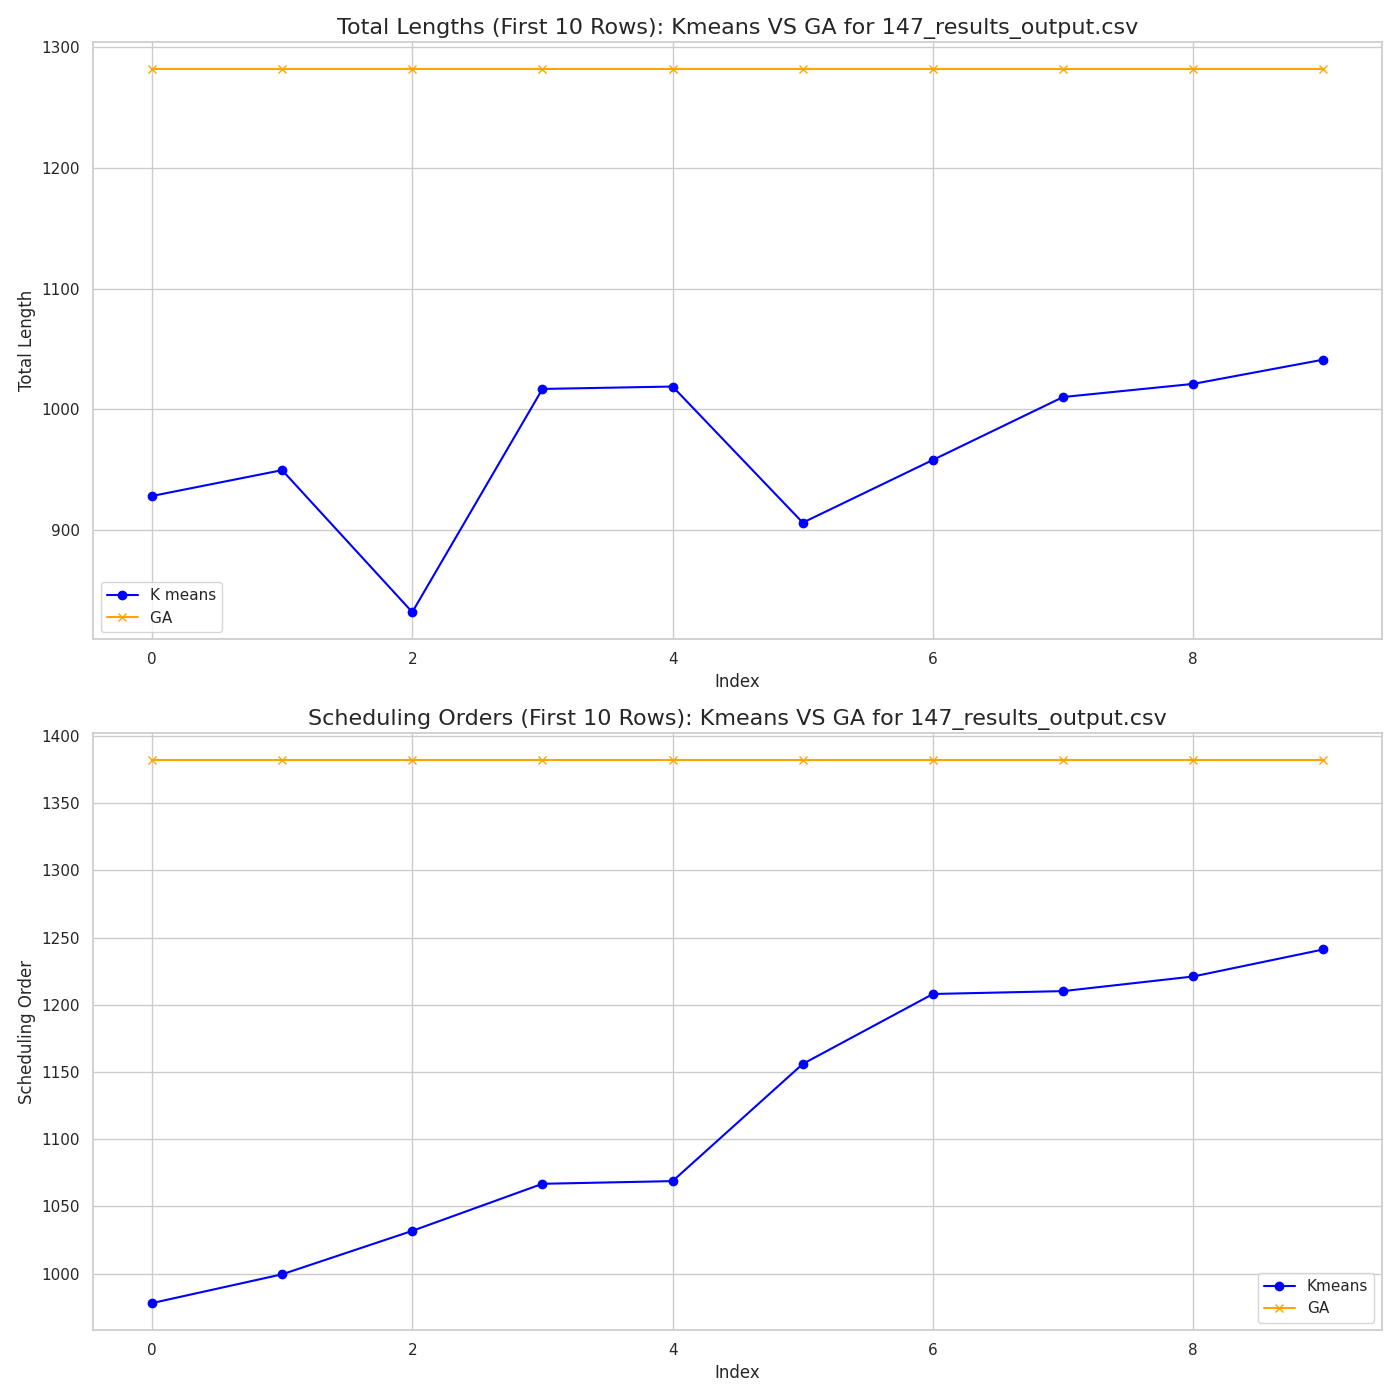 Total Lengths (First 10 Rows): Kmeans VS GA for 147_results_output.csv
1300
1200
1100
1000
900
Total Length
K means
GA
0 2 4 6 8
Index
Scheduling Orders (First 10 Rows): Kmeans VS GA for 147_results_output.csv
1400
1350
1300
1250
1200
1150
1100
1050
1000
Scheduling Order
Kmeans
GA
0 2 4 6 8
Index